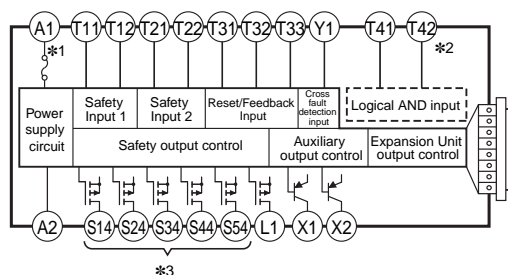 A1 T11 T12 T21 T22 T31 T32 T33 Y1 T41 T42
*1 *2
Power supply circuit
Safety Input 1
Safety Input 2
Reset/Feedback Input
Cross fault detection input
Logical AND input
Safety output control
Auxiliary output control
Expansion Unit output control
A2 S14 S24 S34 S44 S54 L1 X1 X2
*3